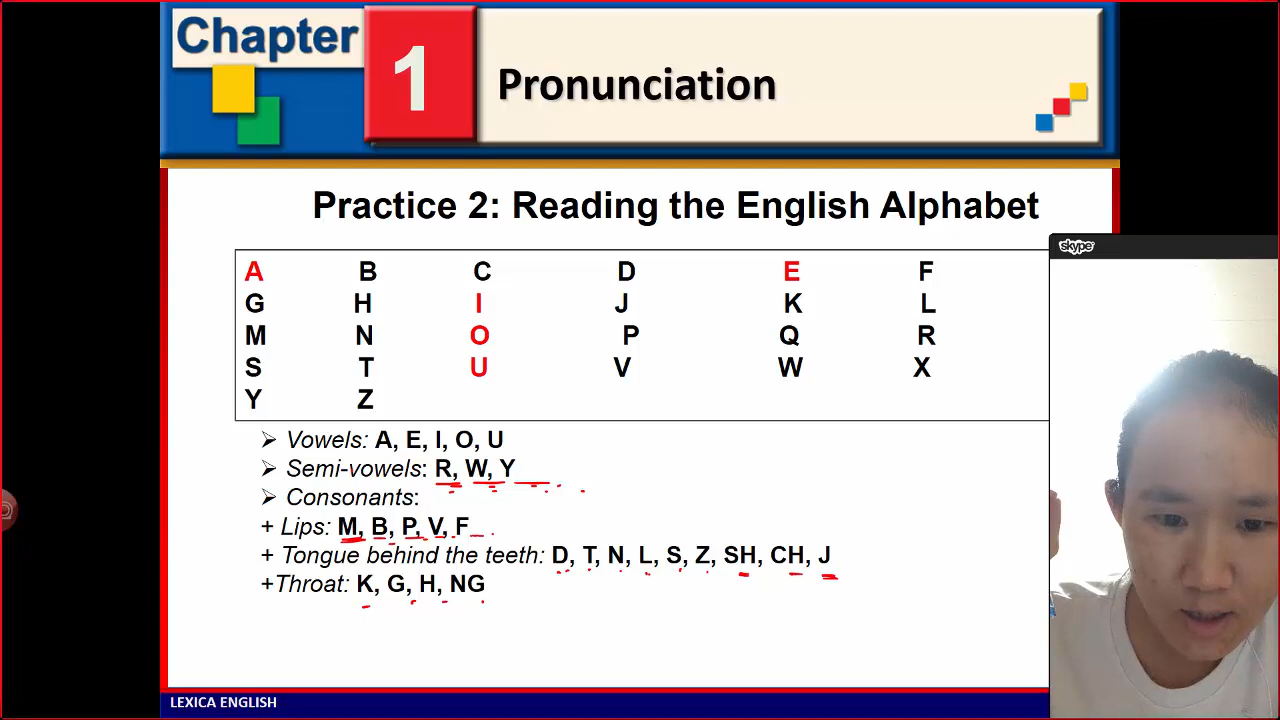 Chapter 1 Pronunciation
Practice 2: Reading the English Alphabet
skype
A B C D E F
G H I J K L
M N O P Q R
S T U V W X
Y Z
➢ Vowels: A, E, I, O, U
➢ Semi-vowels: R, W, Y
➢ Consonants:
+ Lips: M, B, P, V, F
+ Tongue behind the teeth: D, T, N, L, S, Z, SH, CH, J
+Throat: K, G, H, NG
LEXICA ENGLISH